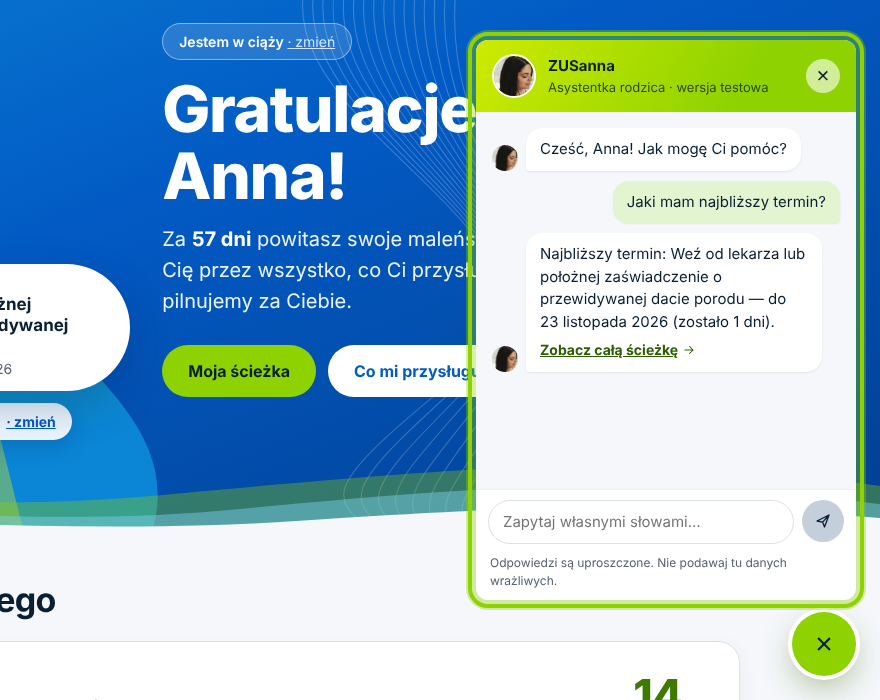 Jestem w ciąży · zmień
Gratulacje
Anna!
Za 57 dni powitasz swoje maleńs
Cię przez wszystko, co Ci przysłu
pilnujemy za Ciebie.
Moja ścieżka
Co mi przysługu
żnej
dywanej
26
· zmień
ego
14
ZUSanna
Asystentka rodzica · wersja testowa
Cześć, Anna! Jak mogę Ci pomóc?
Jaki mam najbliższy termin?
Najbliższy termin: Weź od lekarza lub
położnej zaświadczenie o
przewidywanej dacie porodu — do
23 listopada 2026 (zostało 1 dni).
Zobacz całą ścieżkę →
Zapytaj własnymi słowami...
Odpowiedzi są uproszczone. Nie podawaj tu danych
wrażliwych.